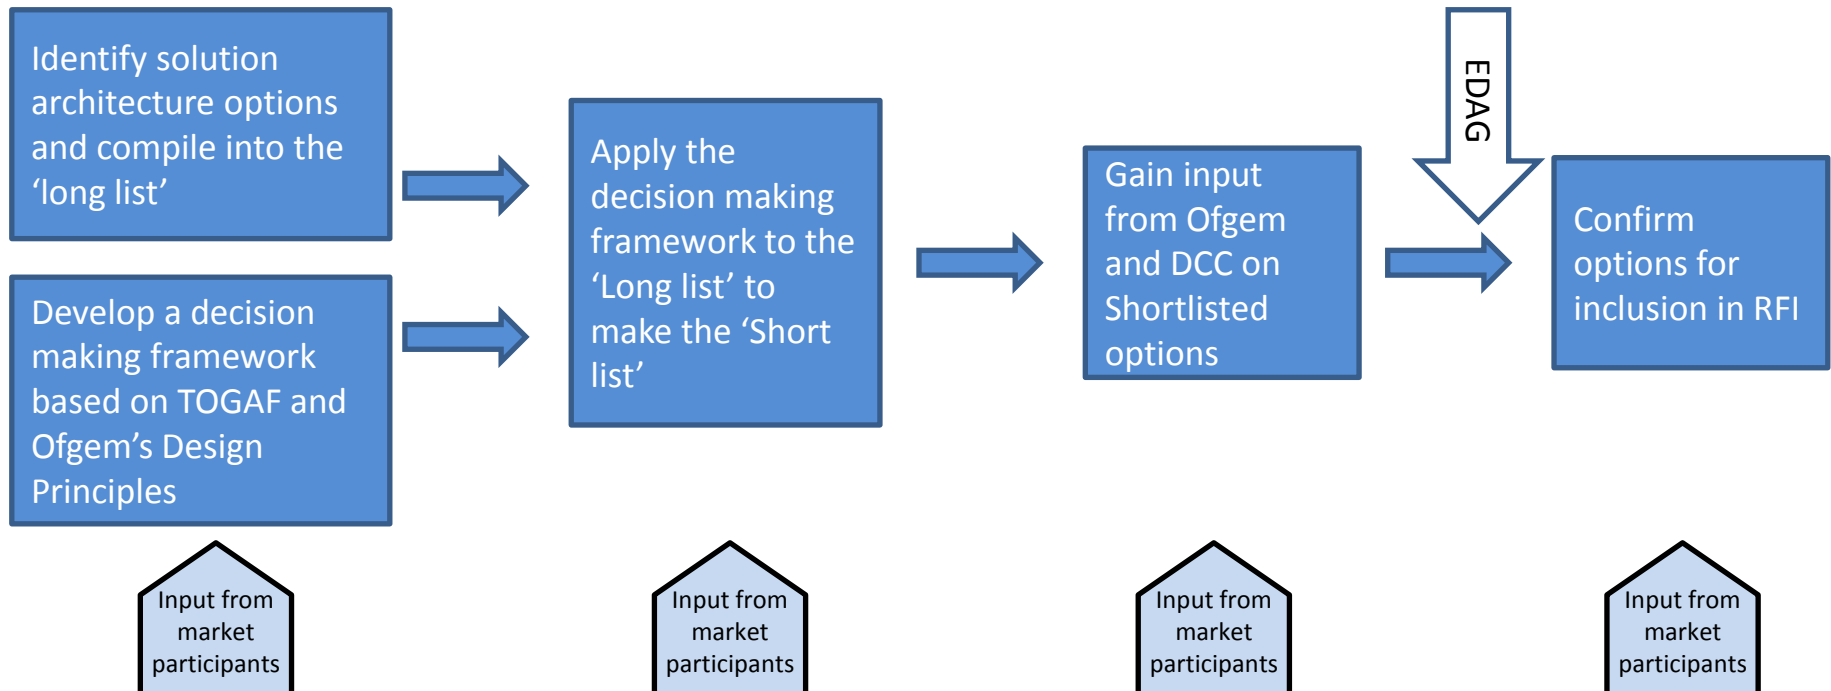 Identify solution
architecture options
and compile into the
‘long list’
Develop a decision
making framework
based on TOGAF and
Ofgem’s Design
Principles
Apply the
decision making
framework to the
‘Long list’ to
make the ‘Short
list’
Gain input
from Ofgem
and DCC on
Shortlisted
options
EDAG
Confirm
options for
inclusion in RFI
Input from
market
participants
Input from
market
participants
Input from
market
participants
Input from
market
participants